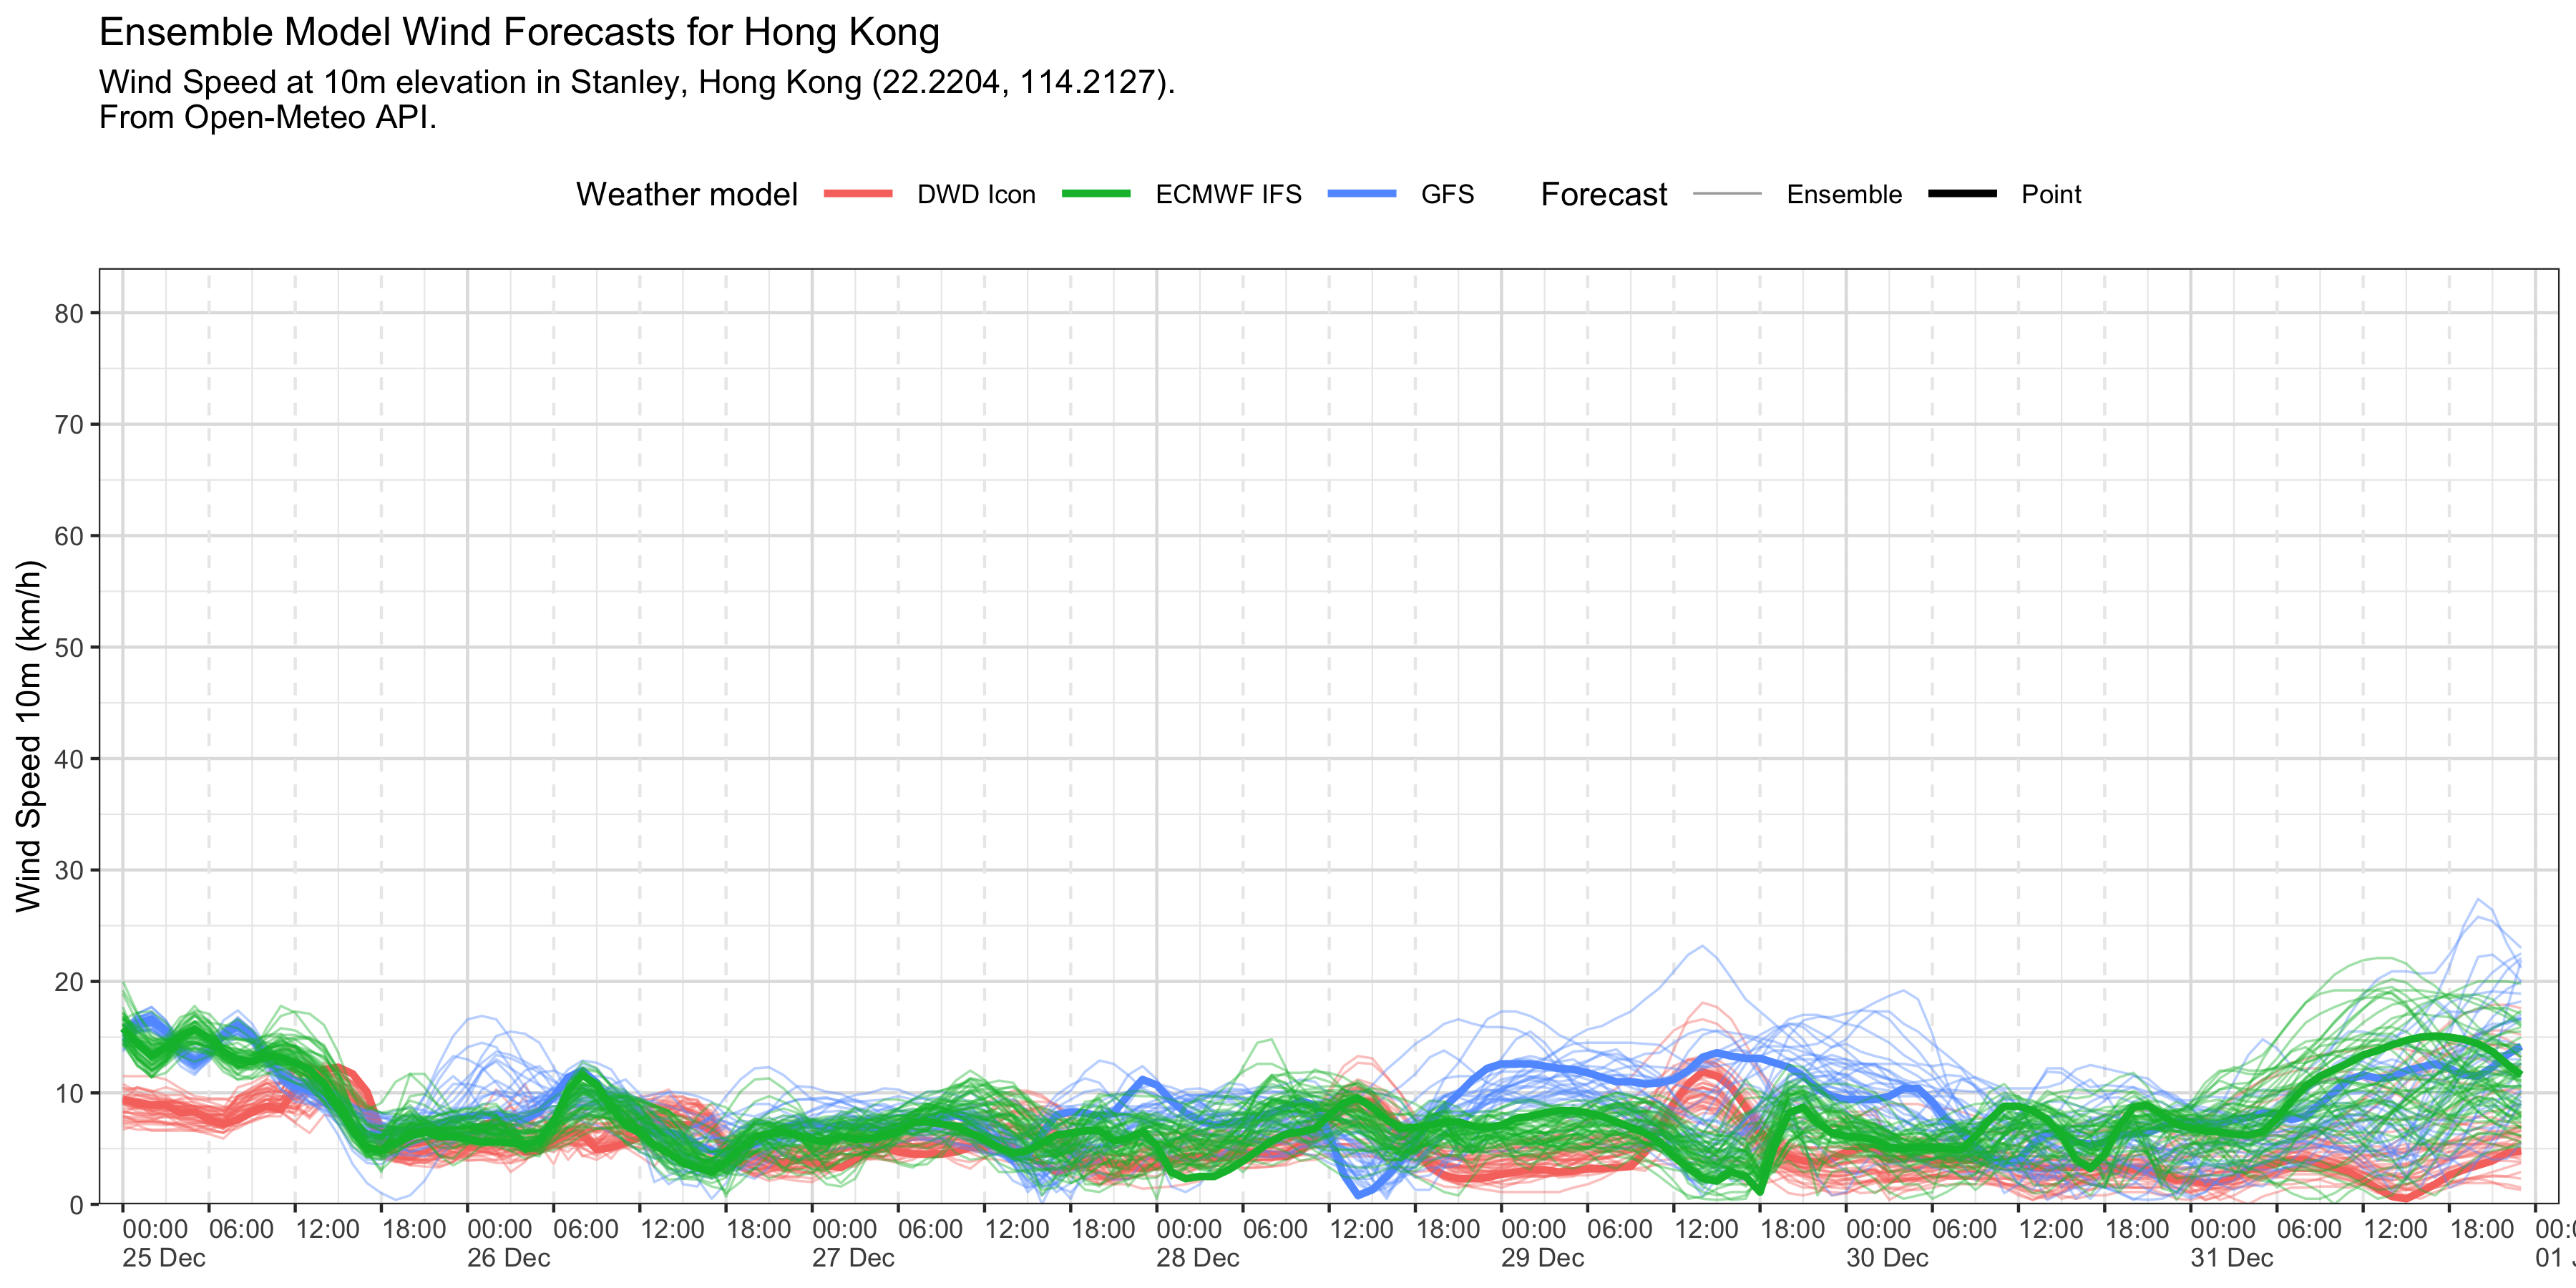 Ensemble Model Wind Forecasts for Hong Kong
Wind Speed at 10m elevation in Stanley, Hong Kong (22.2204, 114.2127).
From Open-Meteo API.
Weather model DWD Icon ECMWF IFS GFS Forecast Ensemble Point
Wind Speed 10m (km/h)
80
70
60
50
40
30
20
10
0
00:00 06:00 12:00 18:00 00:00 06:00 12:00 18:00 00:00 06:00 12:00 18:00 00:00 06:00 12:00 18:00 00:00 06:00 12:00 18:00 00:00 06:00 12:00 18:00 00:00 06:00 12:00 18:00
25 Dec 26 Dec 27 Dec 28 Dec 29 Dec 30 Dec 31 Dec 01